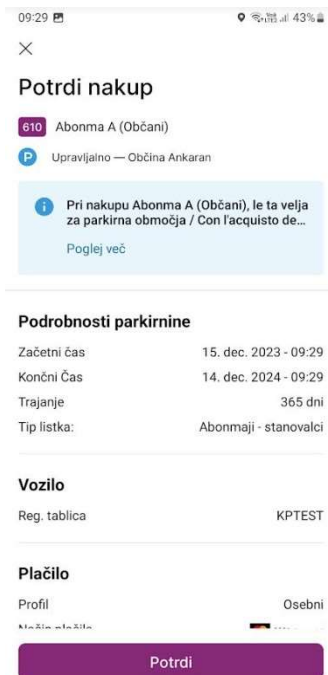 09:29 43%
Potrdi nakup
610 Abonma A (Občani)
P Upravljalno — Občina Ankaran
i Pri nakupu Abonma A (Občani), le ta velja
za parkirna območja / Con l'acquisto de...
Poglej več
Podrobnosti parkirnine
Začetni čas 15. dec. 2023 - 09:29
Končni Čas 14. dec. 2024 - 09:29
Trajanje 365 dni
Tip listka: Abonmaji - stanovalci
Vozilo
Reg. tablica KPTEST
Plačilo
Profil Osebni
Način plačila
Potrdi